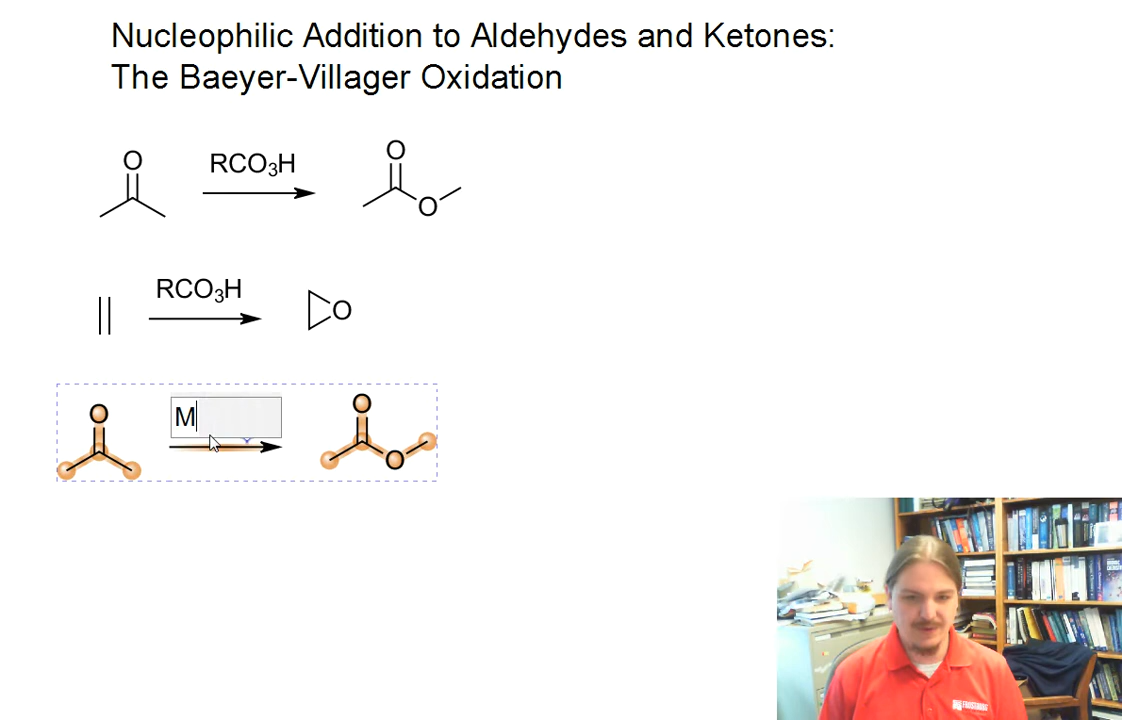 Nucleophilic Addition to Aldehydes and Ketones:
The Baeyer-Villager Oxidation
O
RCO3H
O
O
RCO3H
O
O
M
O
O